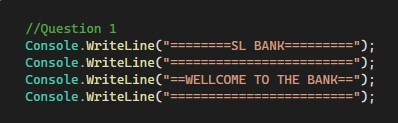 //Question 1
Console.WriteLine("========SL BANK=========");
Console.WriteLine("========================");
Console.WriteLine("==WELLCOME TO THE BANK==");
Console.WriteLine("========================");